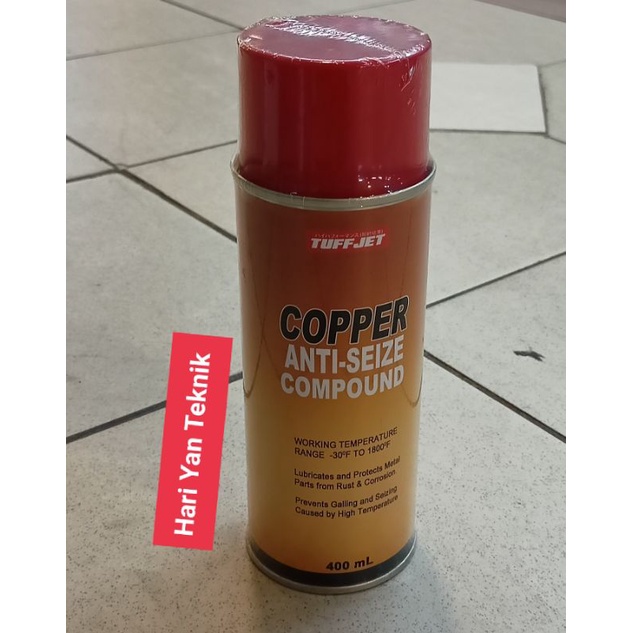 TUFFJET
COPPER
ANTI-SEIZE
COMPOUND
WORKING TEMPERATURE
RANGE -30°F TO 1800°F
Lubricates and Protects Metal
Parts from Rust & Corrosion
Prevents Galling and Seizing
Caused by High Temperature
400 mL
Hari Yan Teknik